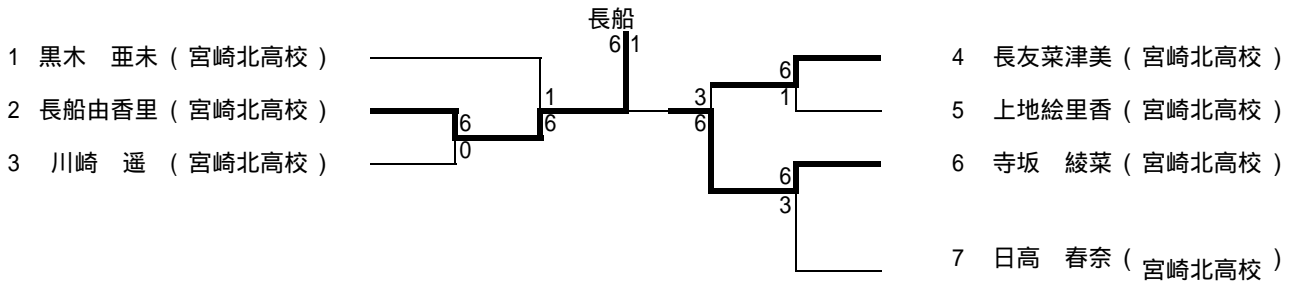 長船
6 1
1 黒木 亜未 ( 宮崎北高校 )
2 長船由香里 ( 宮崎北高校 )
3 川崎 遥 ( 宮崎北高校 )
1
6
6
0
3
6
6
1
6
3
4 長友菜津美 ( 宮崎北高校 )
5 上地絵里香 ( 宮崎北高校 )
6 寺坂 綾菜 ( 宮崎北高校 )
7 日高 春奈 ( 宮崎北高校 )